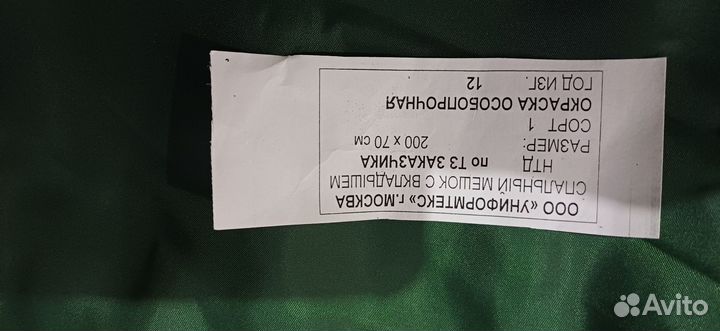 ООО «УНИФОРМТЕКС» г.МОСКВА
СПАЛЬНЫЙ МЕШОК С ВКЛАДЫШЕМ
НТД по ТЗ ЗАКАЗЧИКА
РАЗМЕР: 200 х 70 см
СОРТ 1
ОКРАСКА ОСОБОПРОЧНАЯ
ГОД ИЗГ. 12
Avito